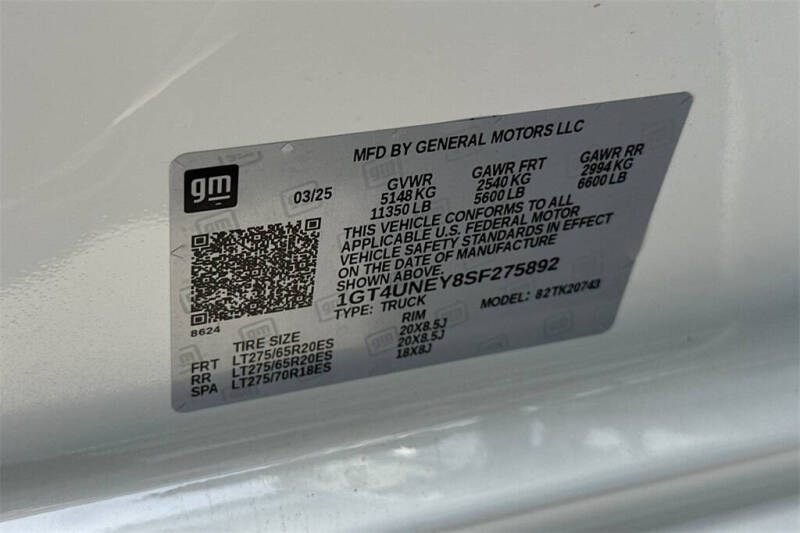 MFD BY GENERAL MOTORS LLC
gm
03/25
GVWR GAWR FRT GAWR RR
5148 KG 2540 KG 2994 KG
11350 LB 5600 LB 6600 LB
THIS VEHICLE CONFORMS TO ALL
APPLICABLE U.S. FEDERAL MOTOR
VEHICLE SAFETY STANDARDS IN EFFECT
ON THE DATE OF MANUFACTURE
SHOWN ABOVE.
1GT4UNEY8SF275892
TYPE: TRUCK MODEL: 82TK20743
8624
TIRE SIZE RIM
FRT LT275/65R20ES 20X8.5J
RR LT275/65R20ES 20X8.5J
SPA LT275/70R18ES 18X8J